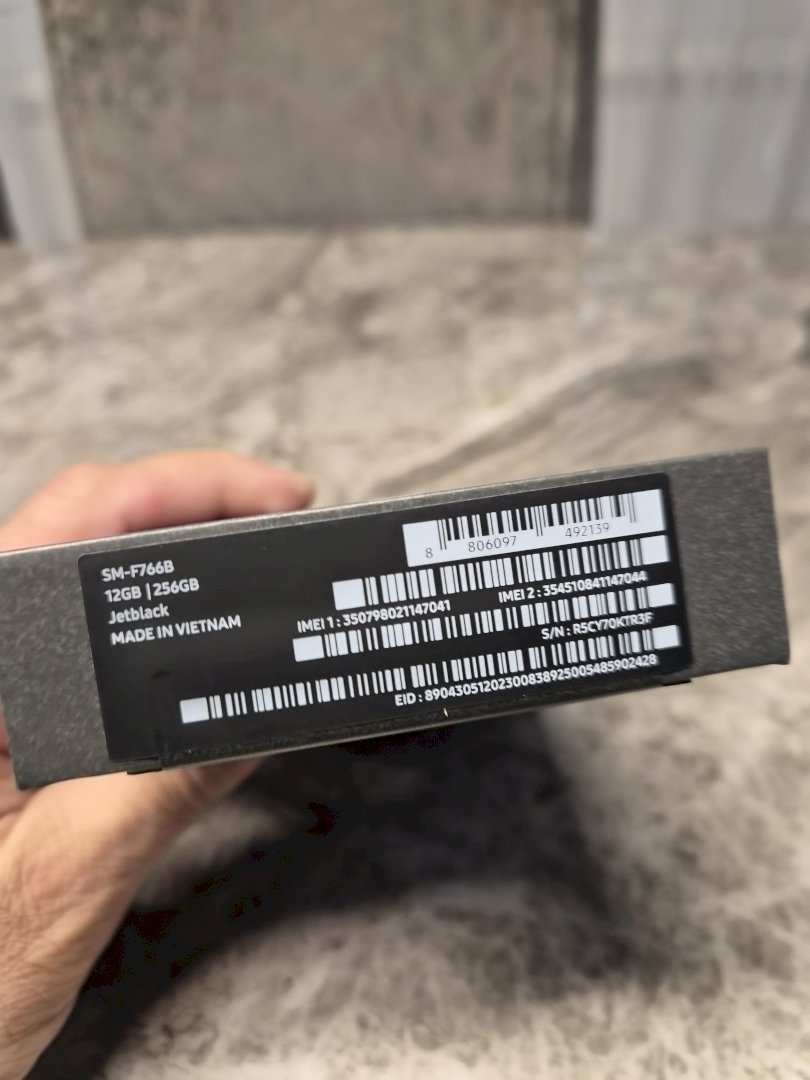 SM-F766B
12GB | 256GB
Jetblack
MADE IN VIETNAM
8 806097 492139
IMEI 1 : 350798021147041
IMEI 2 : 354510841147044
S/N : R5CY70KTR3F
EID : 89043051202300838925005485902428